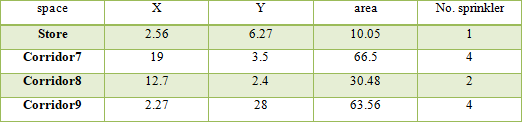 space X Y area No. sprinkler
Store 2.56 6.27 10.05 1
Corridor7 19 3.5 66.5 4
Corridor8 12.7 2.4 30.48 2
Corridor9 2.27 28 63.56 4